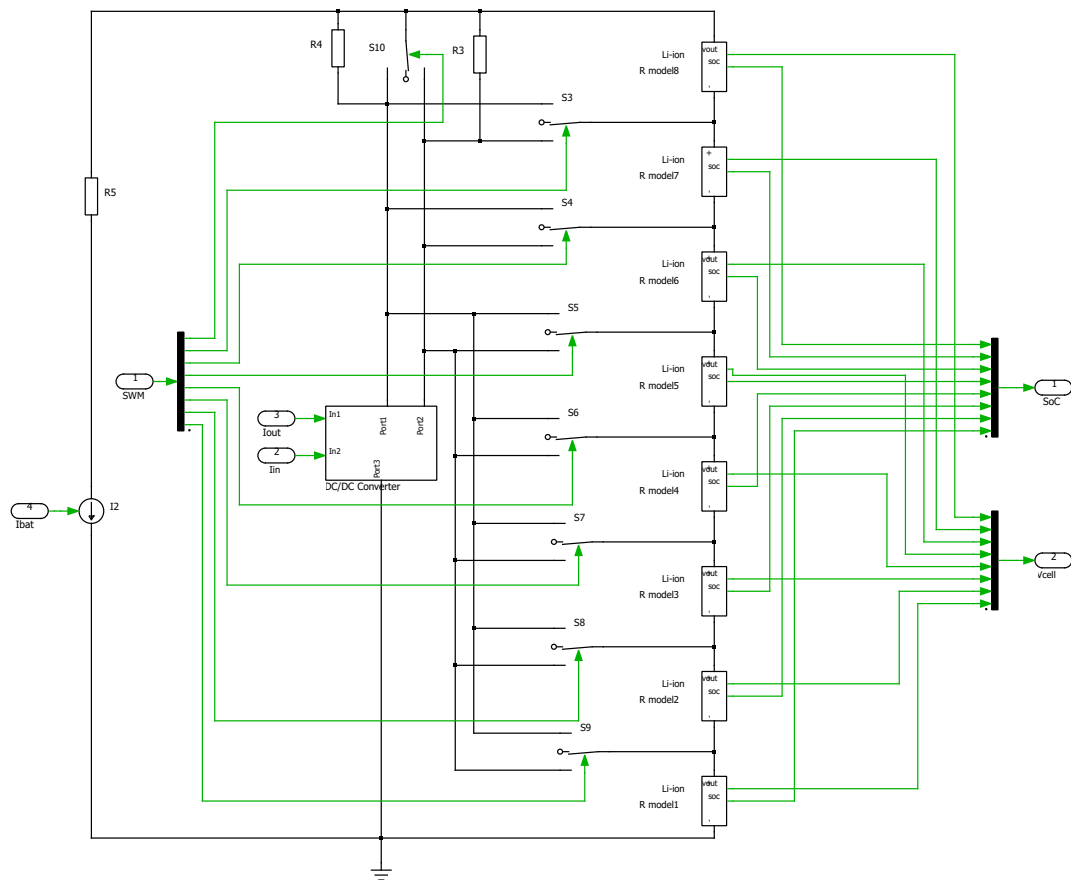 R4
S10
R3
Li-ion
R model8
vout
soc
-
S3
Li-ion
R model7
+
soc
-
R5
S4
Li-ion
R model6
vout
+
soc
-
S5
Li-ion
R model5
vout
soc
-
1
SWM
3
Iout
In1
Port1
Port2
2
Iin
In2
Port3
DC/DC Converter
1
SoC
S6
Li-ion
R model4
vout
+
soc
-
4
Ibat
I2
S7
Li-ion
R model3
vout
soc
-
2
Vcell
S8
Li-ion
R model2
vout
soc
-
S9
Li-ion
R model1
vout
soc
-